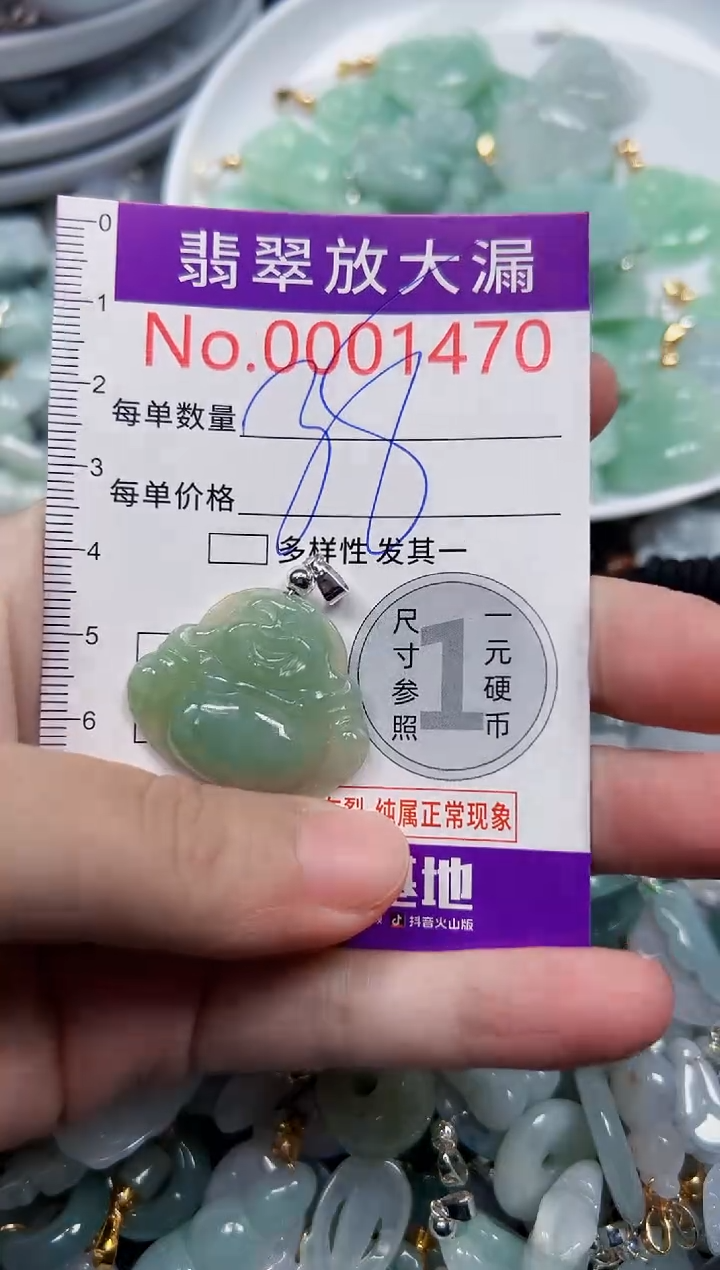 0
翡翠放大漏
1
No.0001470
2
每单数量
38
3
每单价格
4
多样性 发其一
5
尺寸参照
1
一元硬币
6
裂 纯属正常现象
基地
抖音火山版